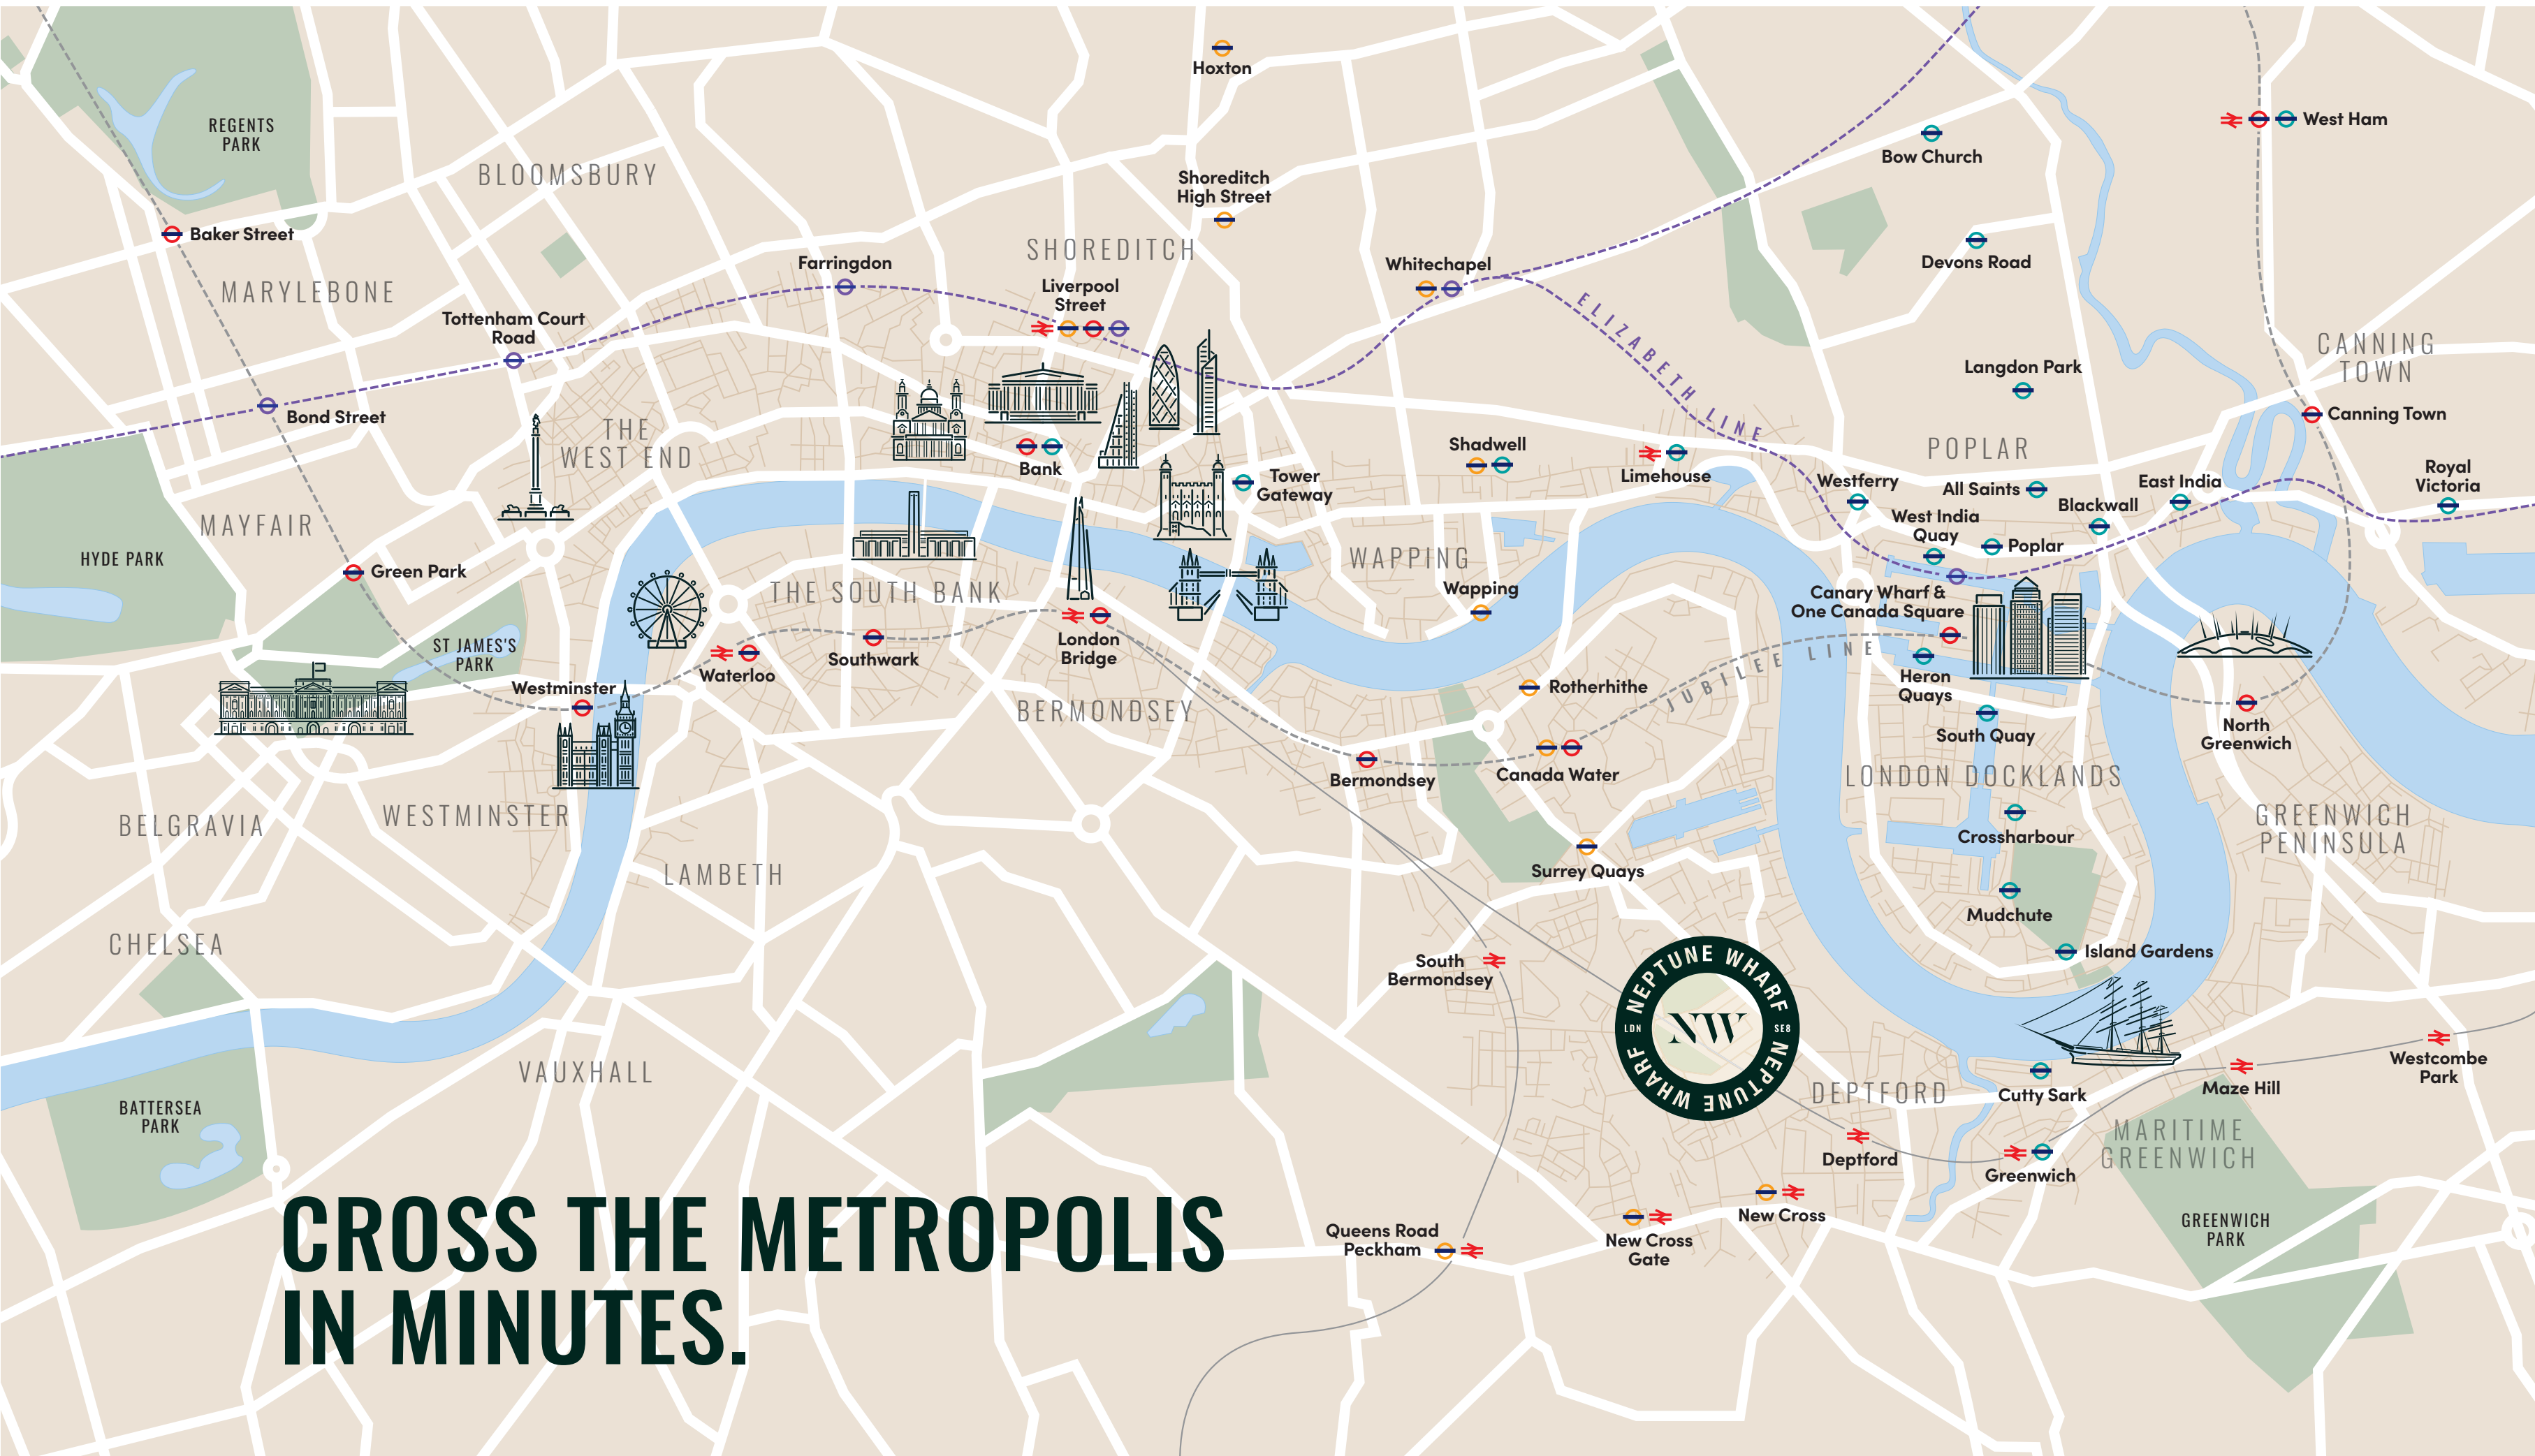 Hoxton
West Ham
REGENTS
PARK
Bow Church
BLOOMSBURY
Shoreditch
High Street
Baker Street
SHOREDITCH
Devons Road
Farringdon
Whitechapel
MARYLEBONE
Liverpool
Street
ELIZABETH LINE
Tottenham Court
Road
CANNING
TOWN
Langdon Park
Bond Street
Canning Town
THE
WEST END
Bank
Shadwell
Limehouse
POPLAR
Tower
Gateway
Westferry
All Saints
East India
Royal
Victoria
Blackwall
MAYFAIR
West India
Quay
Poplar
HYDE PARK
Green Park
WAPPING
THE SOUTH BANK
Wapping
Canary Wharf &
One Canada Square
ST JAMES'S
PARK
London
Bridge
Southwark
Waterloo
JUBILEE LINE
Westminster
Rotherhithe
Heron
Quays
BERMONDSEY
South Quay
North
Greenwich
Bermondsey
Canada Water
LONDON DOCKLANDS
BELGRAVIA
WESTMINSTER
GREENWICH
PENINSULA
Crossharbour
LAMBETH
Surrey Quays
Mudchute
CHELSEA
Island Gardens
South
Bermondsey
NEPTUNE WHARF
LDN
NW
SE8
NEPTUNE WHARF
VAUXHALL
Westcombe
Park
Maze Hill
DEPTFORD
Cutty Sark
BATTERSEA
PARK
MARITIME
GREENWICH
Deptford
Greenwich
CROSS THE METROPOLIS
IN MINUTES.
Queens Road
Peckham
New Cross
Gate
New Cross
GREENWICH
PARK